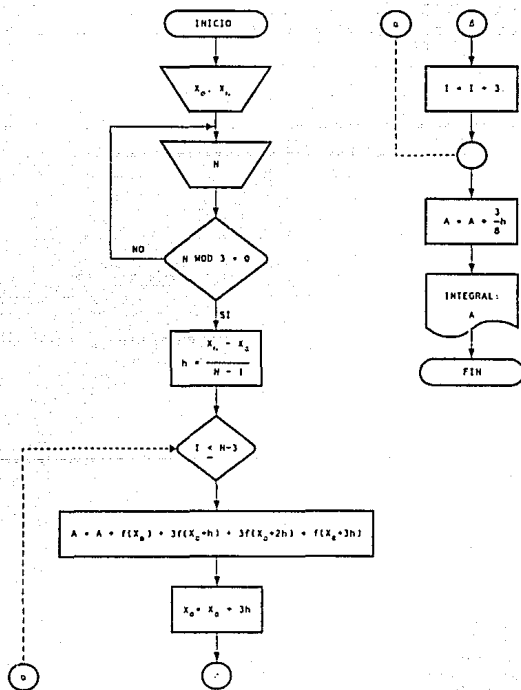 INICIO
X₀, Xₙ
N
N MOD 3 = 0
NO
SI
h = (Xₙ - X₀) / (N - 1)
I ≤ N-3
A = A + f(X₀) + 3f(X₀+h) + 3f(X₀+2h) + f(X₀+3h)
X₀ = X₀ + 3h
a
a
I = I + 3
A = A * 3/8 h
INTEGRAL:
A
FIN